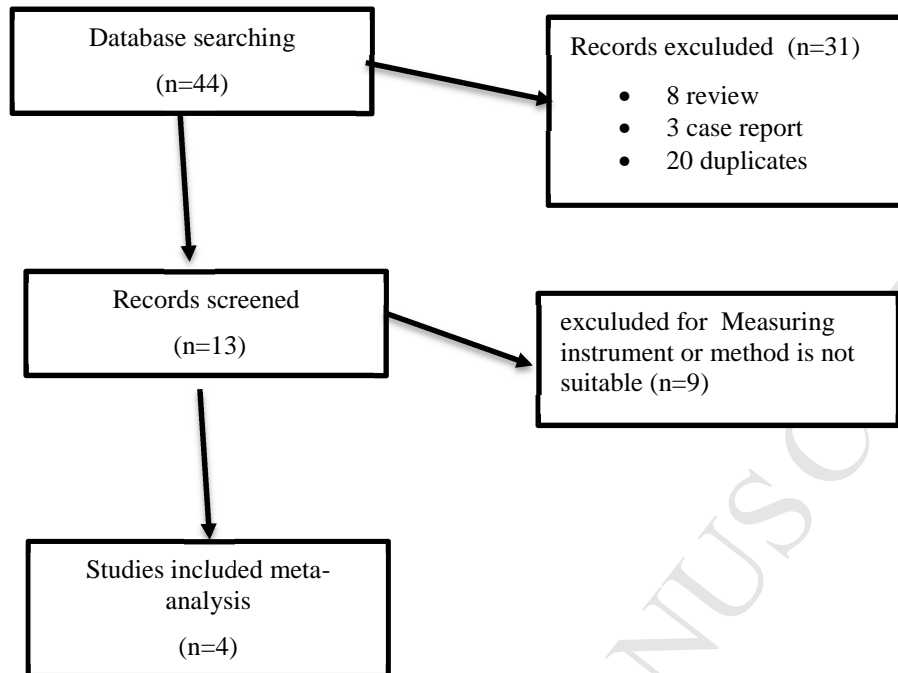 Database searching
(n=44)
Records exculuded (n=31)
• 8 review
• 3 case report
• 20 duplicates
Records screened
(n=13)
exculuded for Measuring
instrument or method is not
suitable (n=9)
Studies included meta-
analysis
(n=4)
NUSC